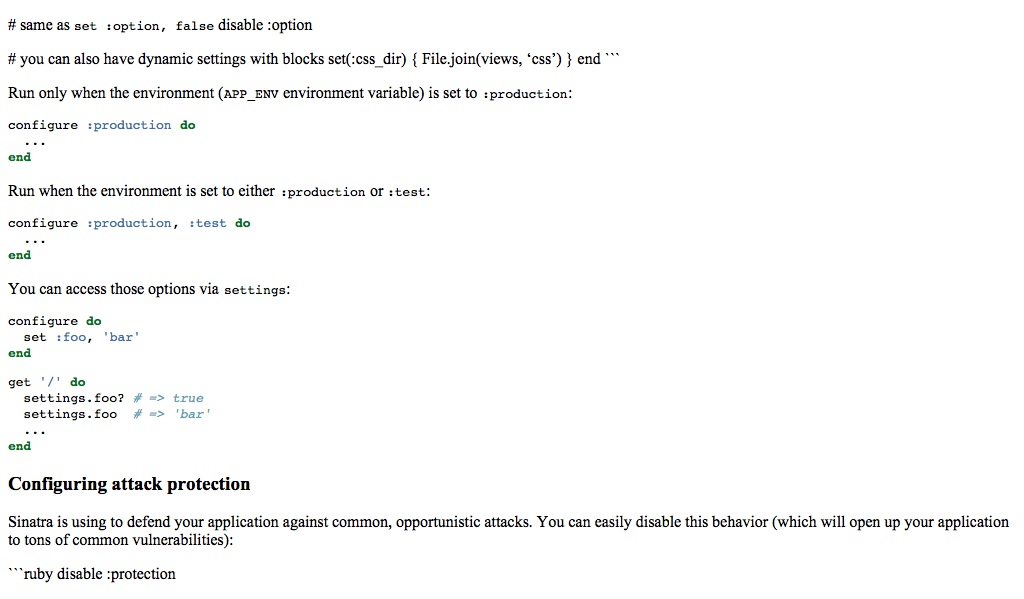 # same as set :option, false disable :option
# you can also have dynamic settings with blocks set(:css_dir) { File.join(views, ‘css’) } end ```
Run only when the environment (APP_ENV environment variable) is set to :production:
configure :production do
  ...
end
Run when the environment is set to either :production or :test:
configure :production, :test do
  ...
end
You can access those options via settings:
configure do
  set :foo, 'bar'
end
get '/' do
  settings.foo? # => true
  settings.foo  # => 'bar'
  ...
end
Configuring attack protection
Sinatra is using to defend your application against common, opportunistic attacks. You can easily disable this behavior (which will open up your application
to tons of common vulnerabilities):
```ruby disable :protection